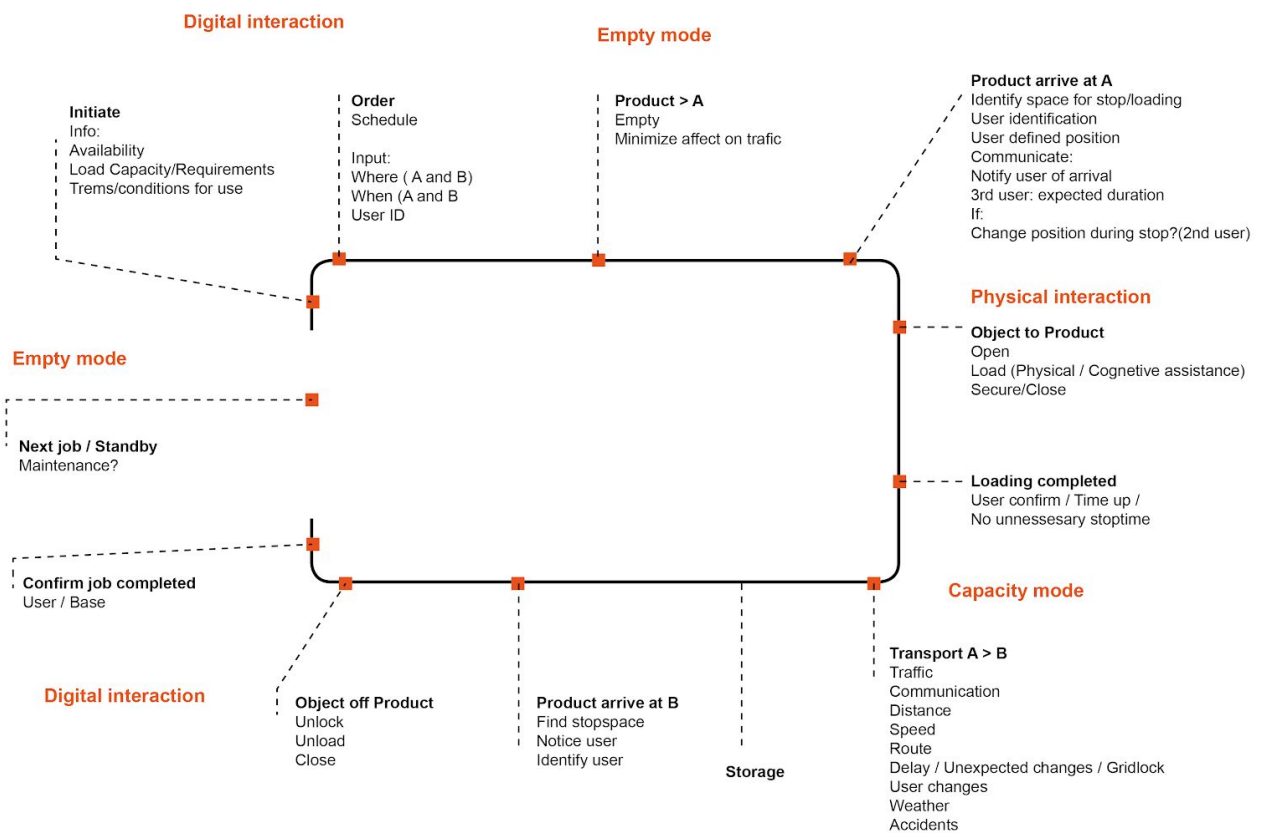 Digital interaction
Empty mode
Initiate
Info:
Availability
Load Capacity/Requirements
Trems/conditions for use
Order
Schedule
Input:
Where ( A and B)
When (A and B
User ID
Product > A
Empty
Minimize affect on trafic
Product arrive at A
Identify space for stop/loading
User identification
User defined position
Communicate:
Notify user of arrival
3rd user: expected duration
If:
Change position during stop?(2nd user)
Physical interaction
Object to Product
Open
Load (Physical / Cognetive assistance)
Secure/Close
Empty mode
Next job / Standby
Maintenance?
Loading completed
User confirm / Time up /
No unnessesary stoptime
Confirm job completed
User / Base
Capacity mode
Transport A > B
Traffic
Communication
Distance
Speed
Route
Delay / Unexpected changes / Gridlock
User changes
Weather
Accidents
Digital interaction
Object off Product
Unlock
Unload
Close
Product arrive at B
Find stopspace
Notice user
Identify user
Storage